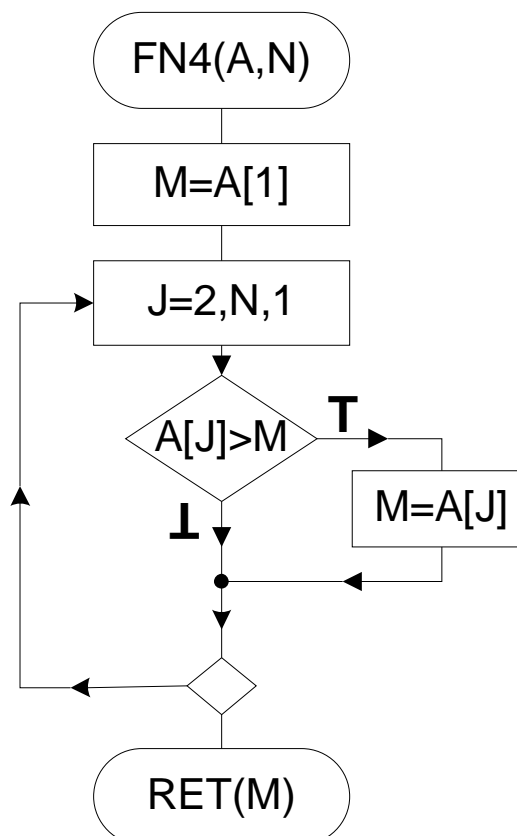 FN4(A,N)
M=A[1]
J=2,N,1
A[J]>M
T
M=A[J]
⊥
RET(M)